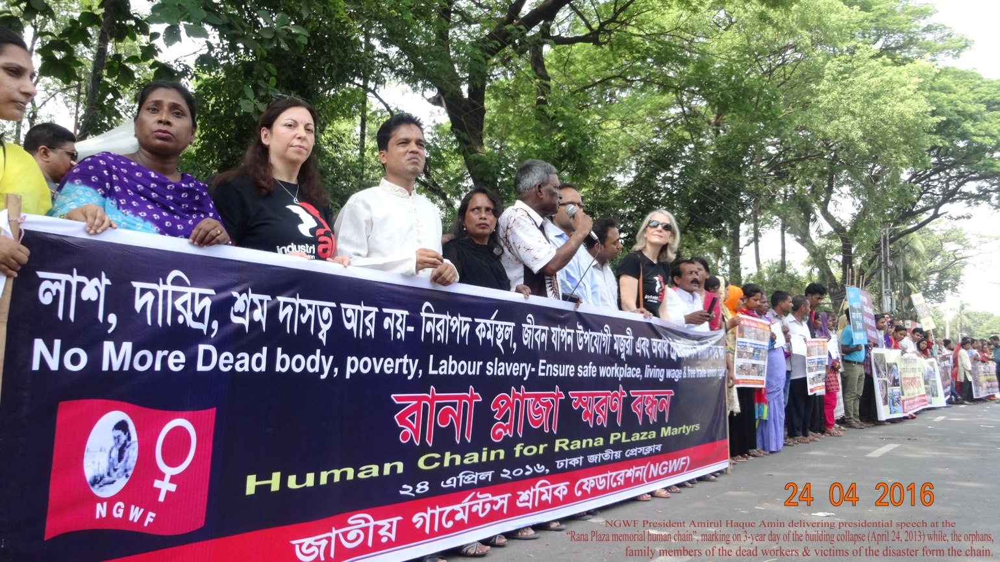 industri
লাশ, দারিদ্র, শ্রম দাসত্ব আর নয়- নিরাপদ কর্মস্থল, জীবন যাপন উপযোগী মজুরী এবং অবাধ
No More Dead body, poverty, Labour slavery- Ensure safe workplace, living wage & free trade union right
রানা প্লাজা স্মরণ বন্ধন
Human Chain for Rana PLaza Martyrs
২৪ এপ্রিল ২০১৬, ঢাকা জাতীয় প্রেসক্লাব
জাতীয় গার্মেন্টস শ্রমিক ফেডারেশন(NGWF)
NGWF
24 04 2016
NGWF President Amirul Haque Amin delivering presidential speech at the
“Rana Plaza memorial human chain”, marking on 3-year day of the building collapse (April 24, 2013) while, the orphans,
family members of the dead workers & victims of the disaster form the chain.